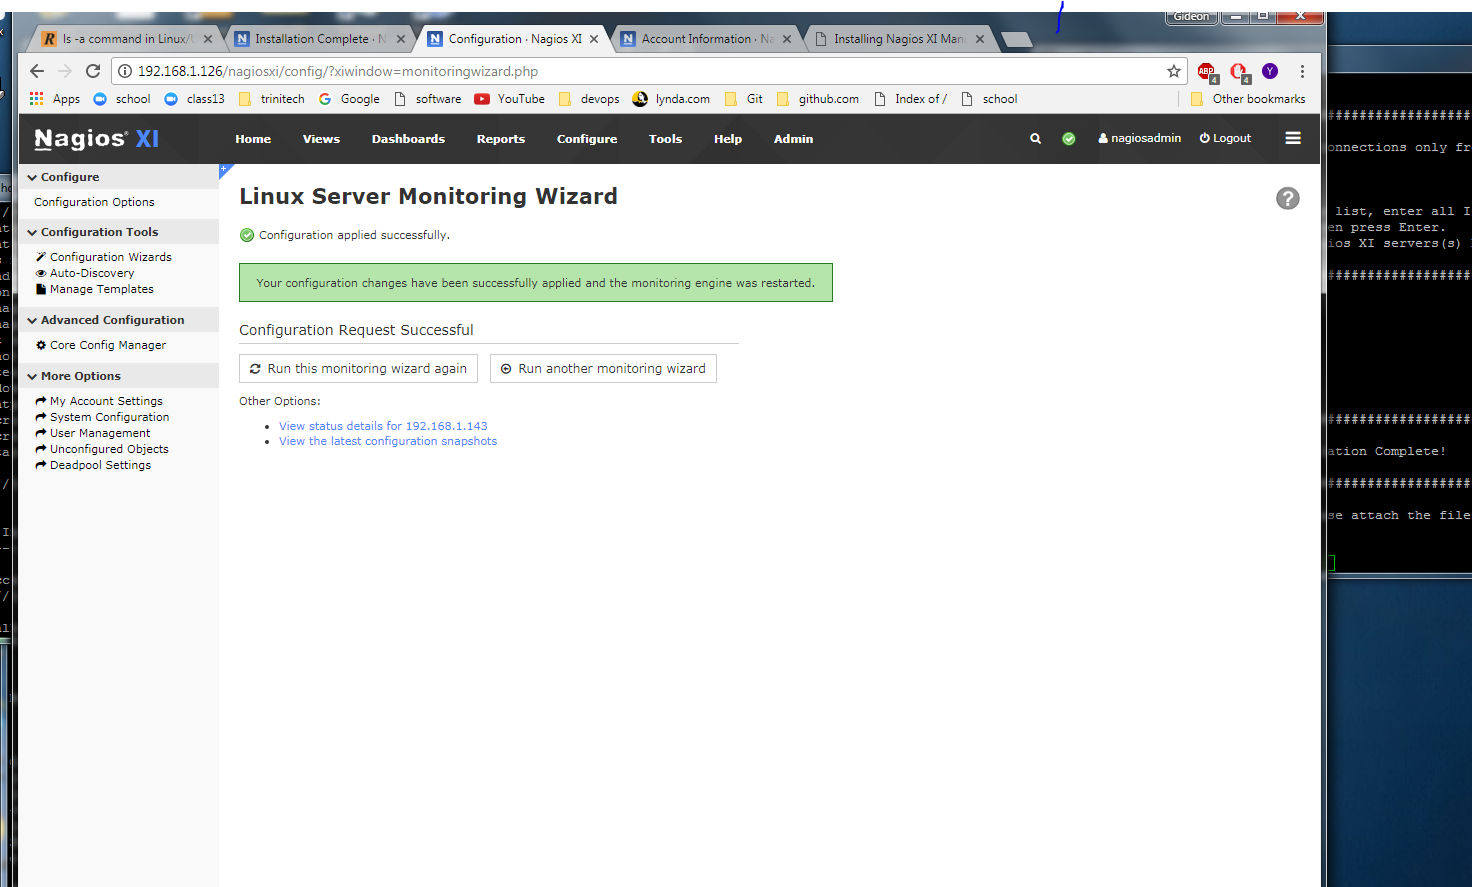 Gideon
ls -a command in Linux/U
Installation Complete · N
Configuration · Nagios XI
Account Information · Na
Installing Nagios XI Man
192.168.1.126/nagiosxi/config/?xiwindow=monitoringwizard.php
ABP 4 4 Y
Apps school class13 trinitech Google software YouTube devops lynda.com Git github.com Index of / school Other bookmarks
Nagios® XI Home Views Dashboards Reports Configure Tools Help Admin nagiosadmin Logout
Configure
Configuration Options
Configuration Tools
Configuration Wizards
Auto-Discovery
Manage Templates
Advanced Configuration
Core Config Manager
More Options
My Account Settings
System Configuration
User Management
Unconfigured Objects
Deadpool Settings
Linux Server Monitoring Wizard
Configuration applied successfully.
Your configuration changes have been successfully applied and the monitoring engine was restarted.
Configuration Request Successful
Run this monitoring wizard again Run another monitoring wizard
Other Options:
View status details for 192.168.1.143
View the latest configuration snapshots
##################
onnections only fr
list, enter all I
en press Enter.
ios XI servers(s)
##################
##################
ation Complete!
##################
se attach the file